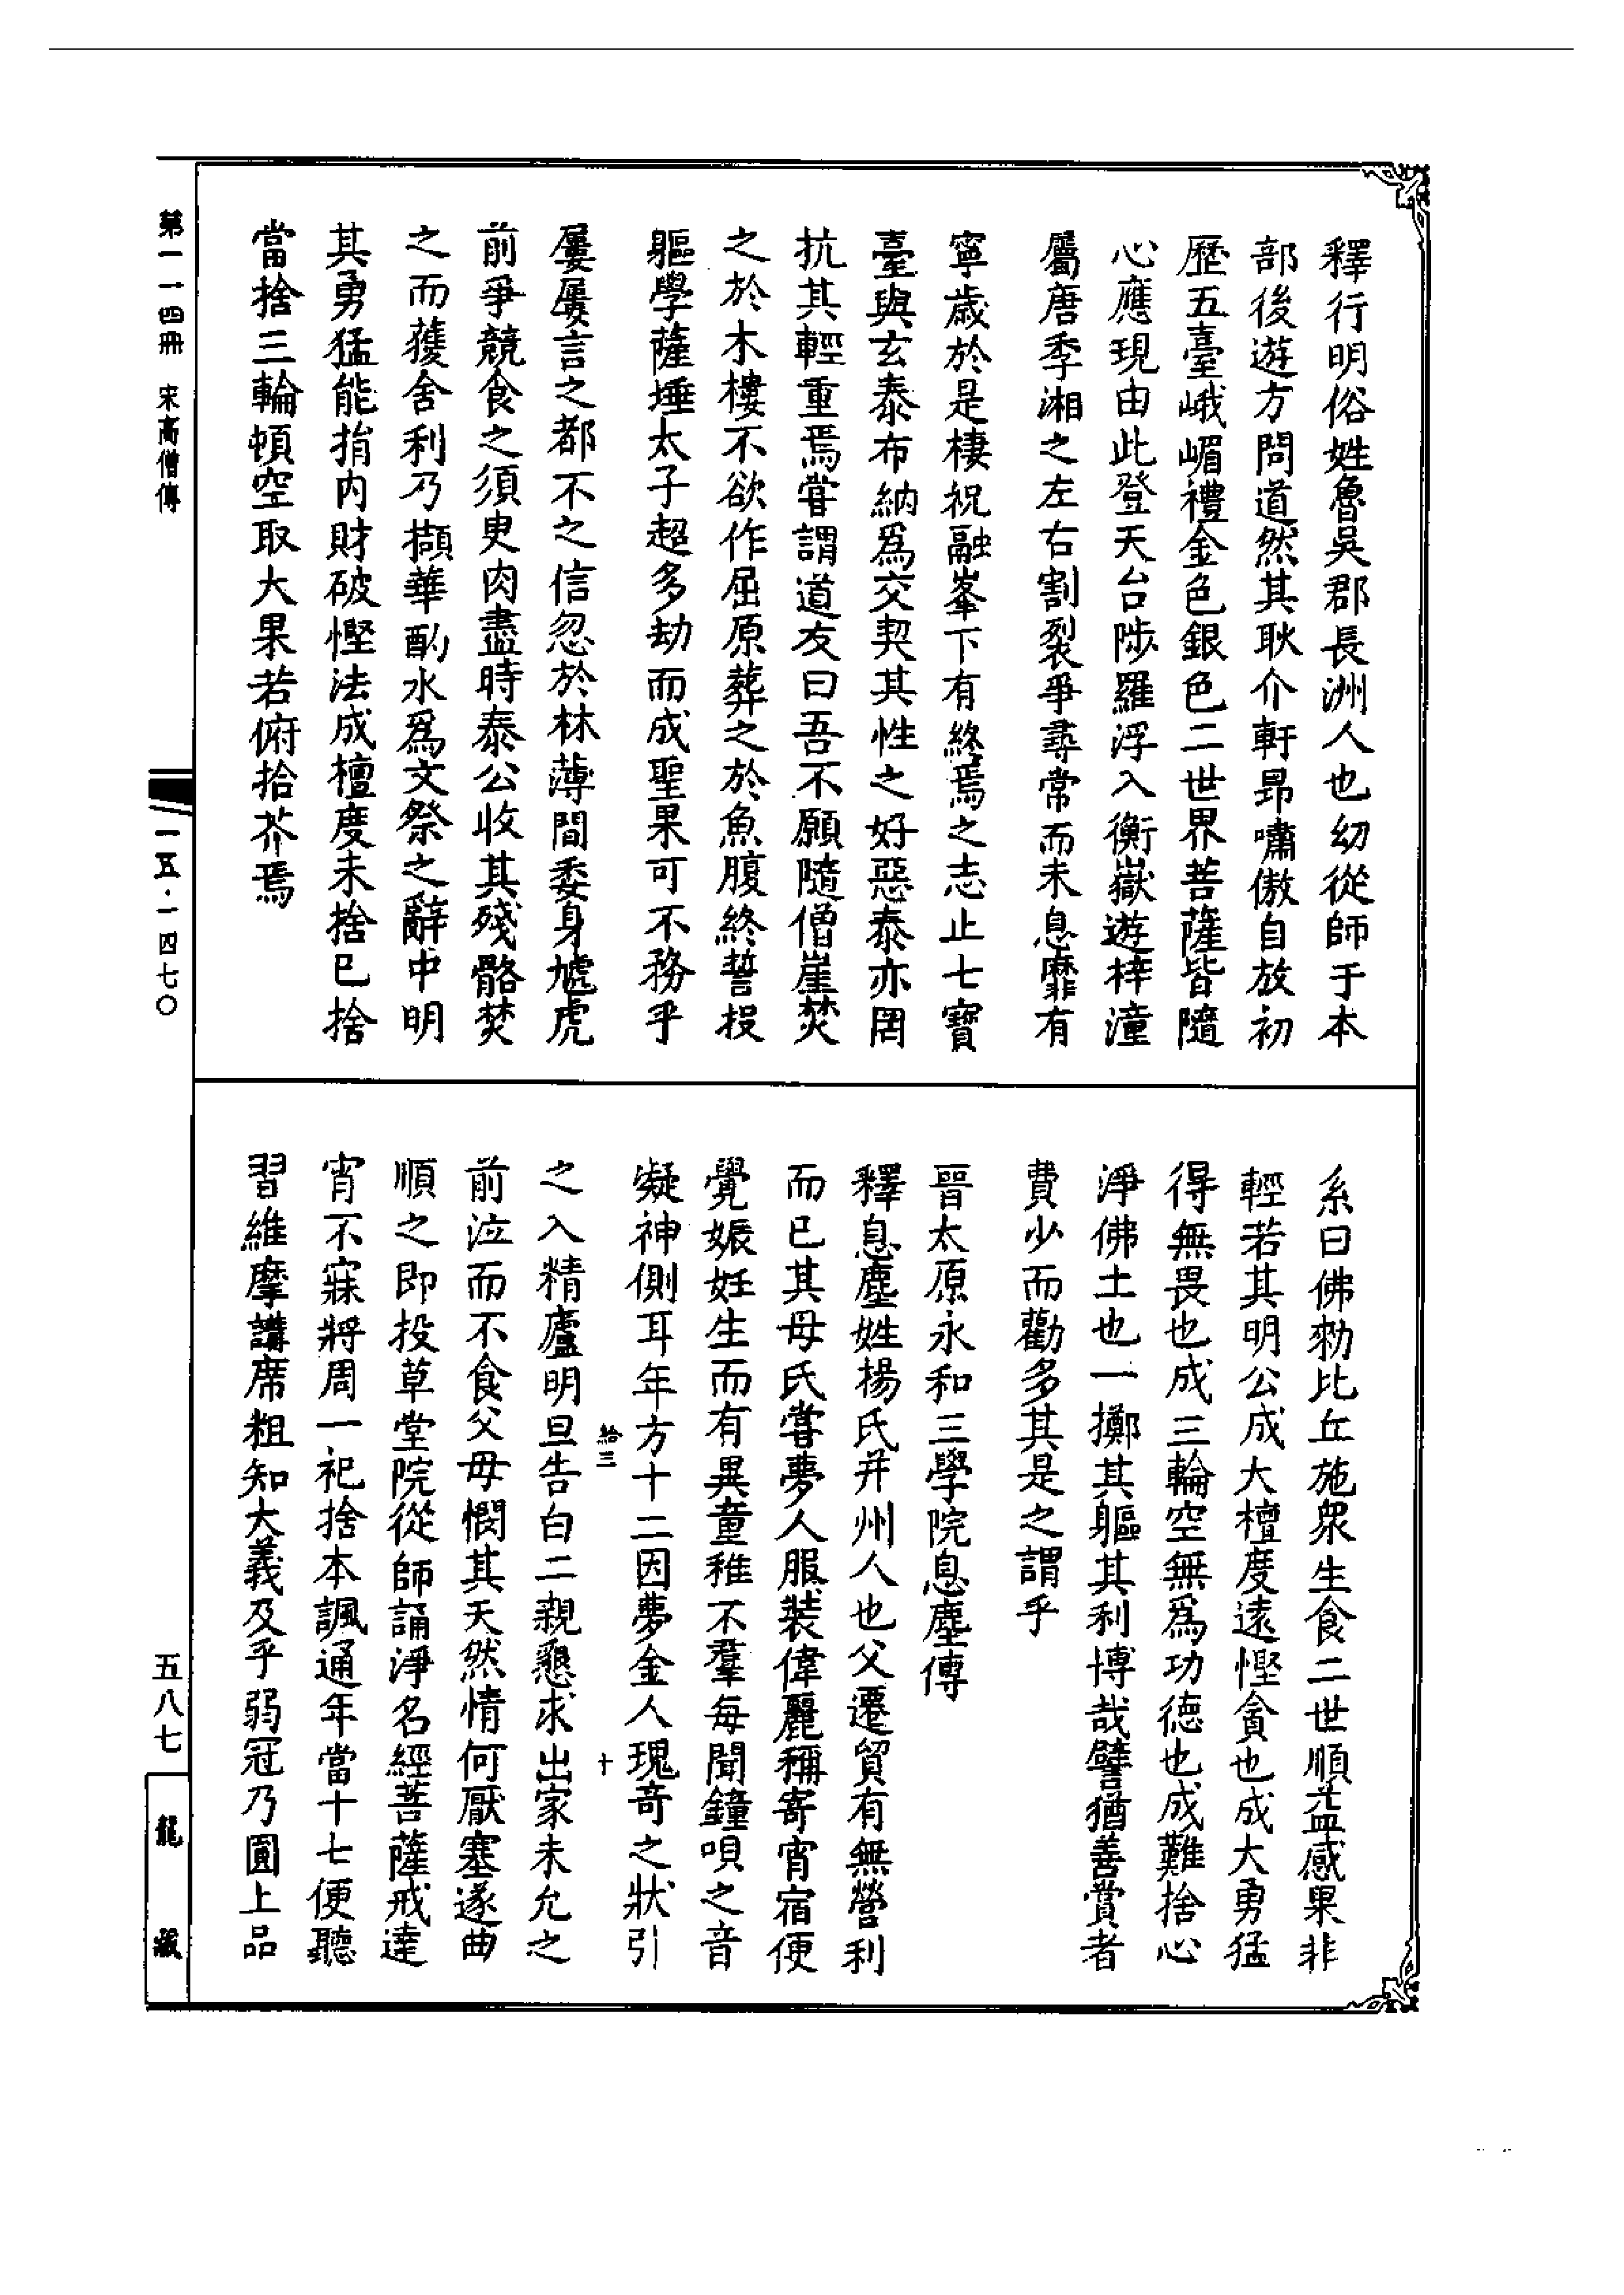 釋行明俗姓魯吳郡長洲人也幼從師于本
部後遊方問道然其耿介軒昻嘯傲自放初
歷五臺峨嵋禮金色銀色二世界菩薩皆隨
心應現由此登天台陟羅浮入衡嶽遊梓潼
屬唐季湘之左右割裂爭尋常而未息靡有
寧歲於是棲祝融峯下有終焉之志止七寶
臺與玄泰布納爲交契其性之好惡泰亦罔
抗其輕重焉甞謂道友曰吾不願隨僧崖焚
之於木樓不欲作屈原葬之於魚腹終誓投
軀學薩埵太子超多劫而成聖果可不務乎
屢屢言之都不之信忽於林薄間委身虓虎
前爭競食之須臾肉盡時泰公收其殘骼焚
之而獲舍利乃擷華酌水爲文祭之辭中明
其勇猛能捐內財破慳法成檀度未捨已捨
當捨三輪頓空取大果若俯拾芥焉
系曰佛勑比丘施衆生食二世順益感果非
輕若其明公成大檀度遠慳貪也成大勇猛
得無畏也成三輪空無爲功德也成難捨心
淨佛土也一擲其軀其利博哉譬猶善賞者
費少而勸多其是之謂乎
晉太原永和三學院息塵傳
釋息塵姓楊氏并州人也父遷貿有無營利
而已其母氏甞夢人服裝偉麗稱寄宵宿便
覺娠妊生而有異童稚不羣每聞鐘唄之音
凝神側耳年方十二因夢金人瑰奇之狀引
給三 十
之入精廬明旦告白二親懇求出家未允之
前泣而不食父母憫其天然情何厭塞遂曲
順之即投草堂院從師誦淨名經菩薩戒達
宵不寐將周一祀捨本諷通年當十七便聽
習維摩講席粗知大義及乎弱冠乃圓上品
第一一四冊 宋高僧傳
一五·一四七〇
五八七
龍藏